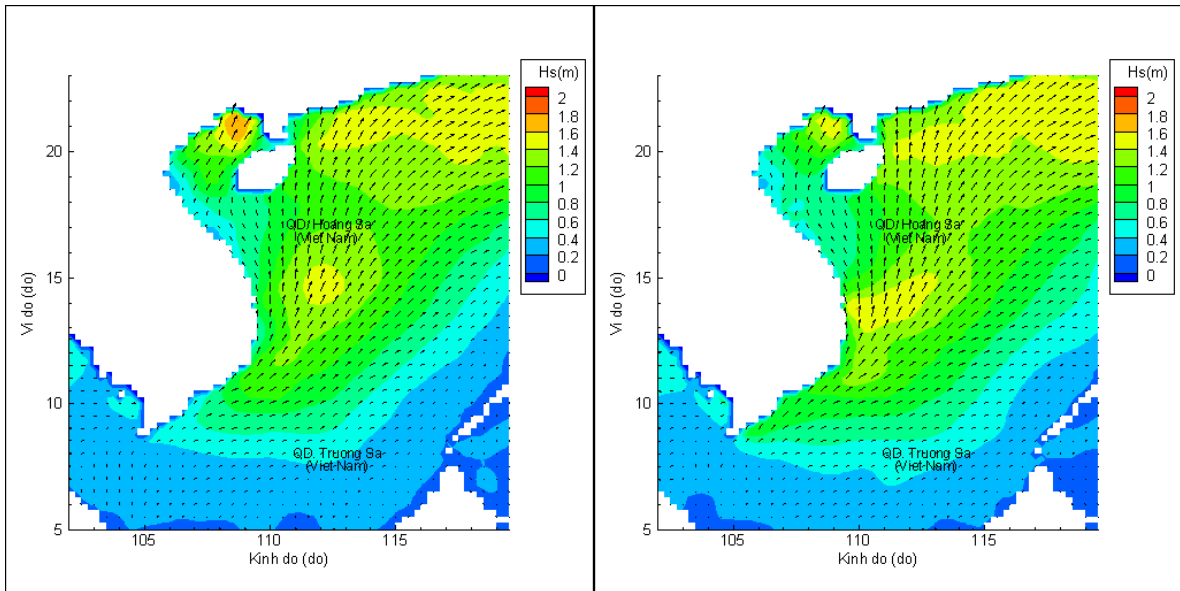 Hs(m)
2
1.8
1.6
1.4
1.2
1
0.8
0.6
0.4
0.2
0
Vi do (do)
20
15
10
5
QD. Hoang Sa
(Viet Nam)
QD. Truong Sa
(Viet Nam)
105
110
115
Kinh do (do)
Hs(m)
2
1.8
1.6
1.4
1.2
1
0.8
0.6
0.4
0.2
0
Vi do (do)
20
15
10
5
QD. Hoang Sa
(Viet Nam)
QD. Truong Sa
(Viet Nam)
105
110
115
Kinh do (do)